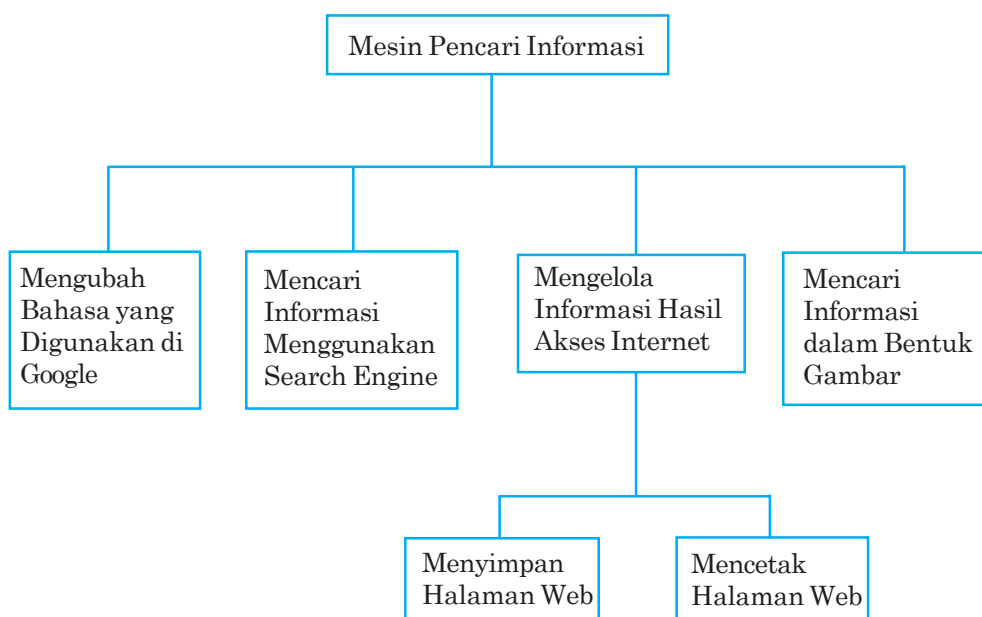 Mesin Pencari Informasi
Mengubah
Bahasa yang
Digunakan di
Google
Mencari
Informasi
Menggunakan
Search Engine
Mengelola
Informasi Hasil
Akses Internet
Mencari
Informasi
dalam Bentuk
Gambar
Menyimpan
Halaman Web
Mencetak
Halaman Web